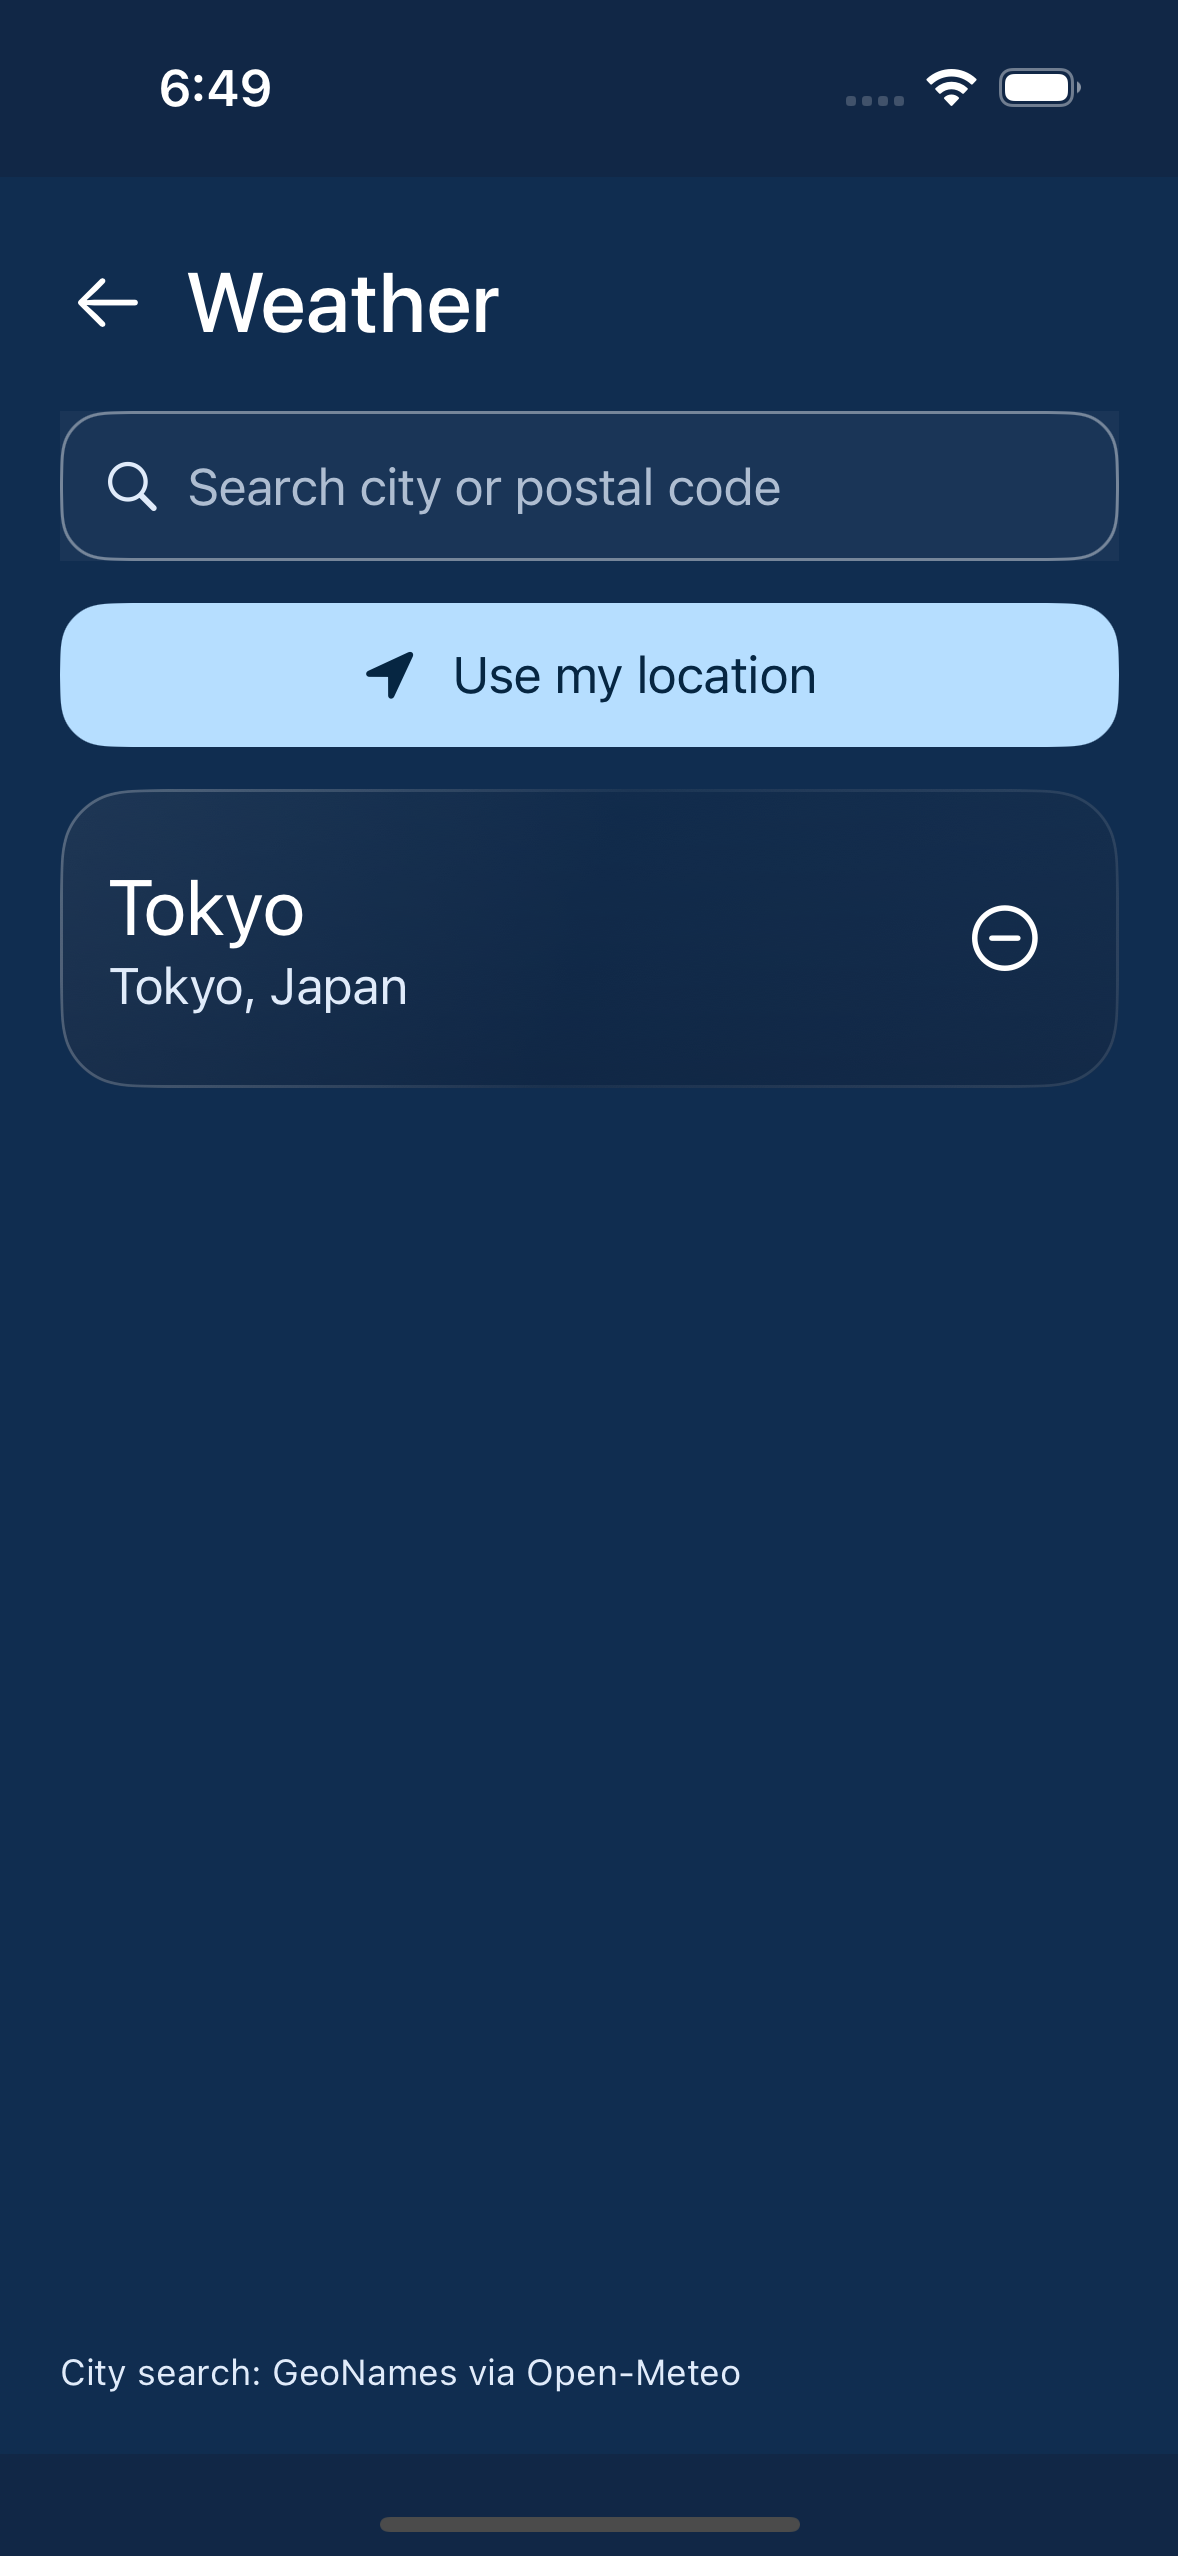 6:49
Weather
Search city or postal code
Use my location
Tokyo
Tokyo, Japan
City search: GeoNames via Open-Meteo